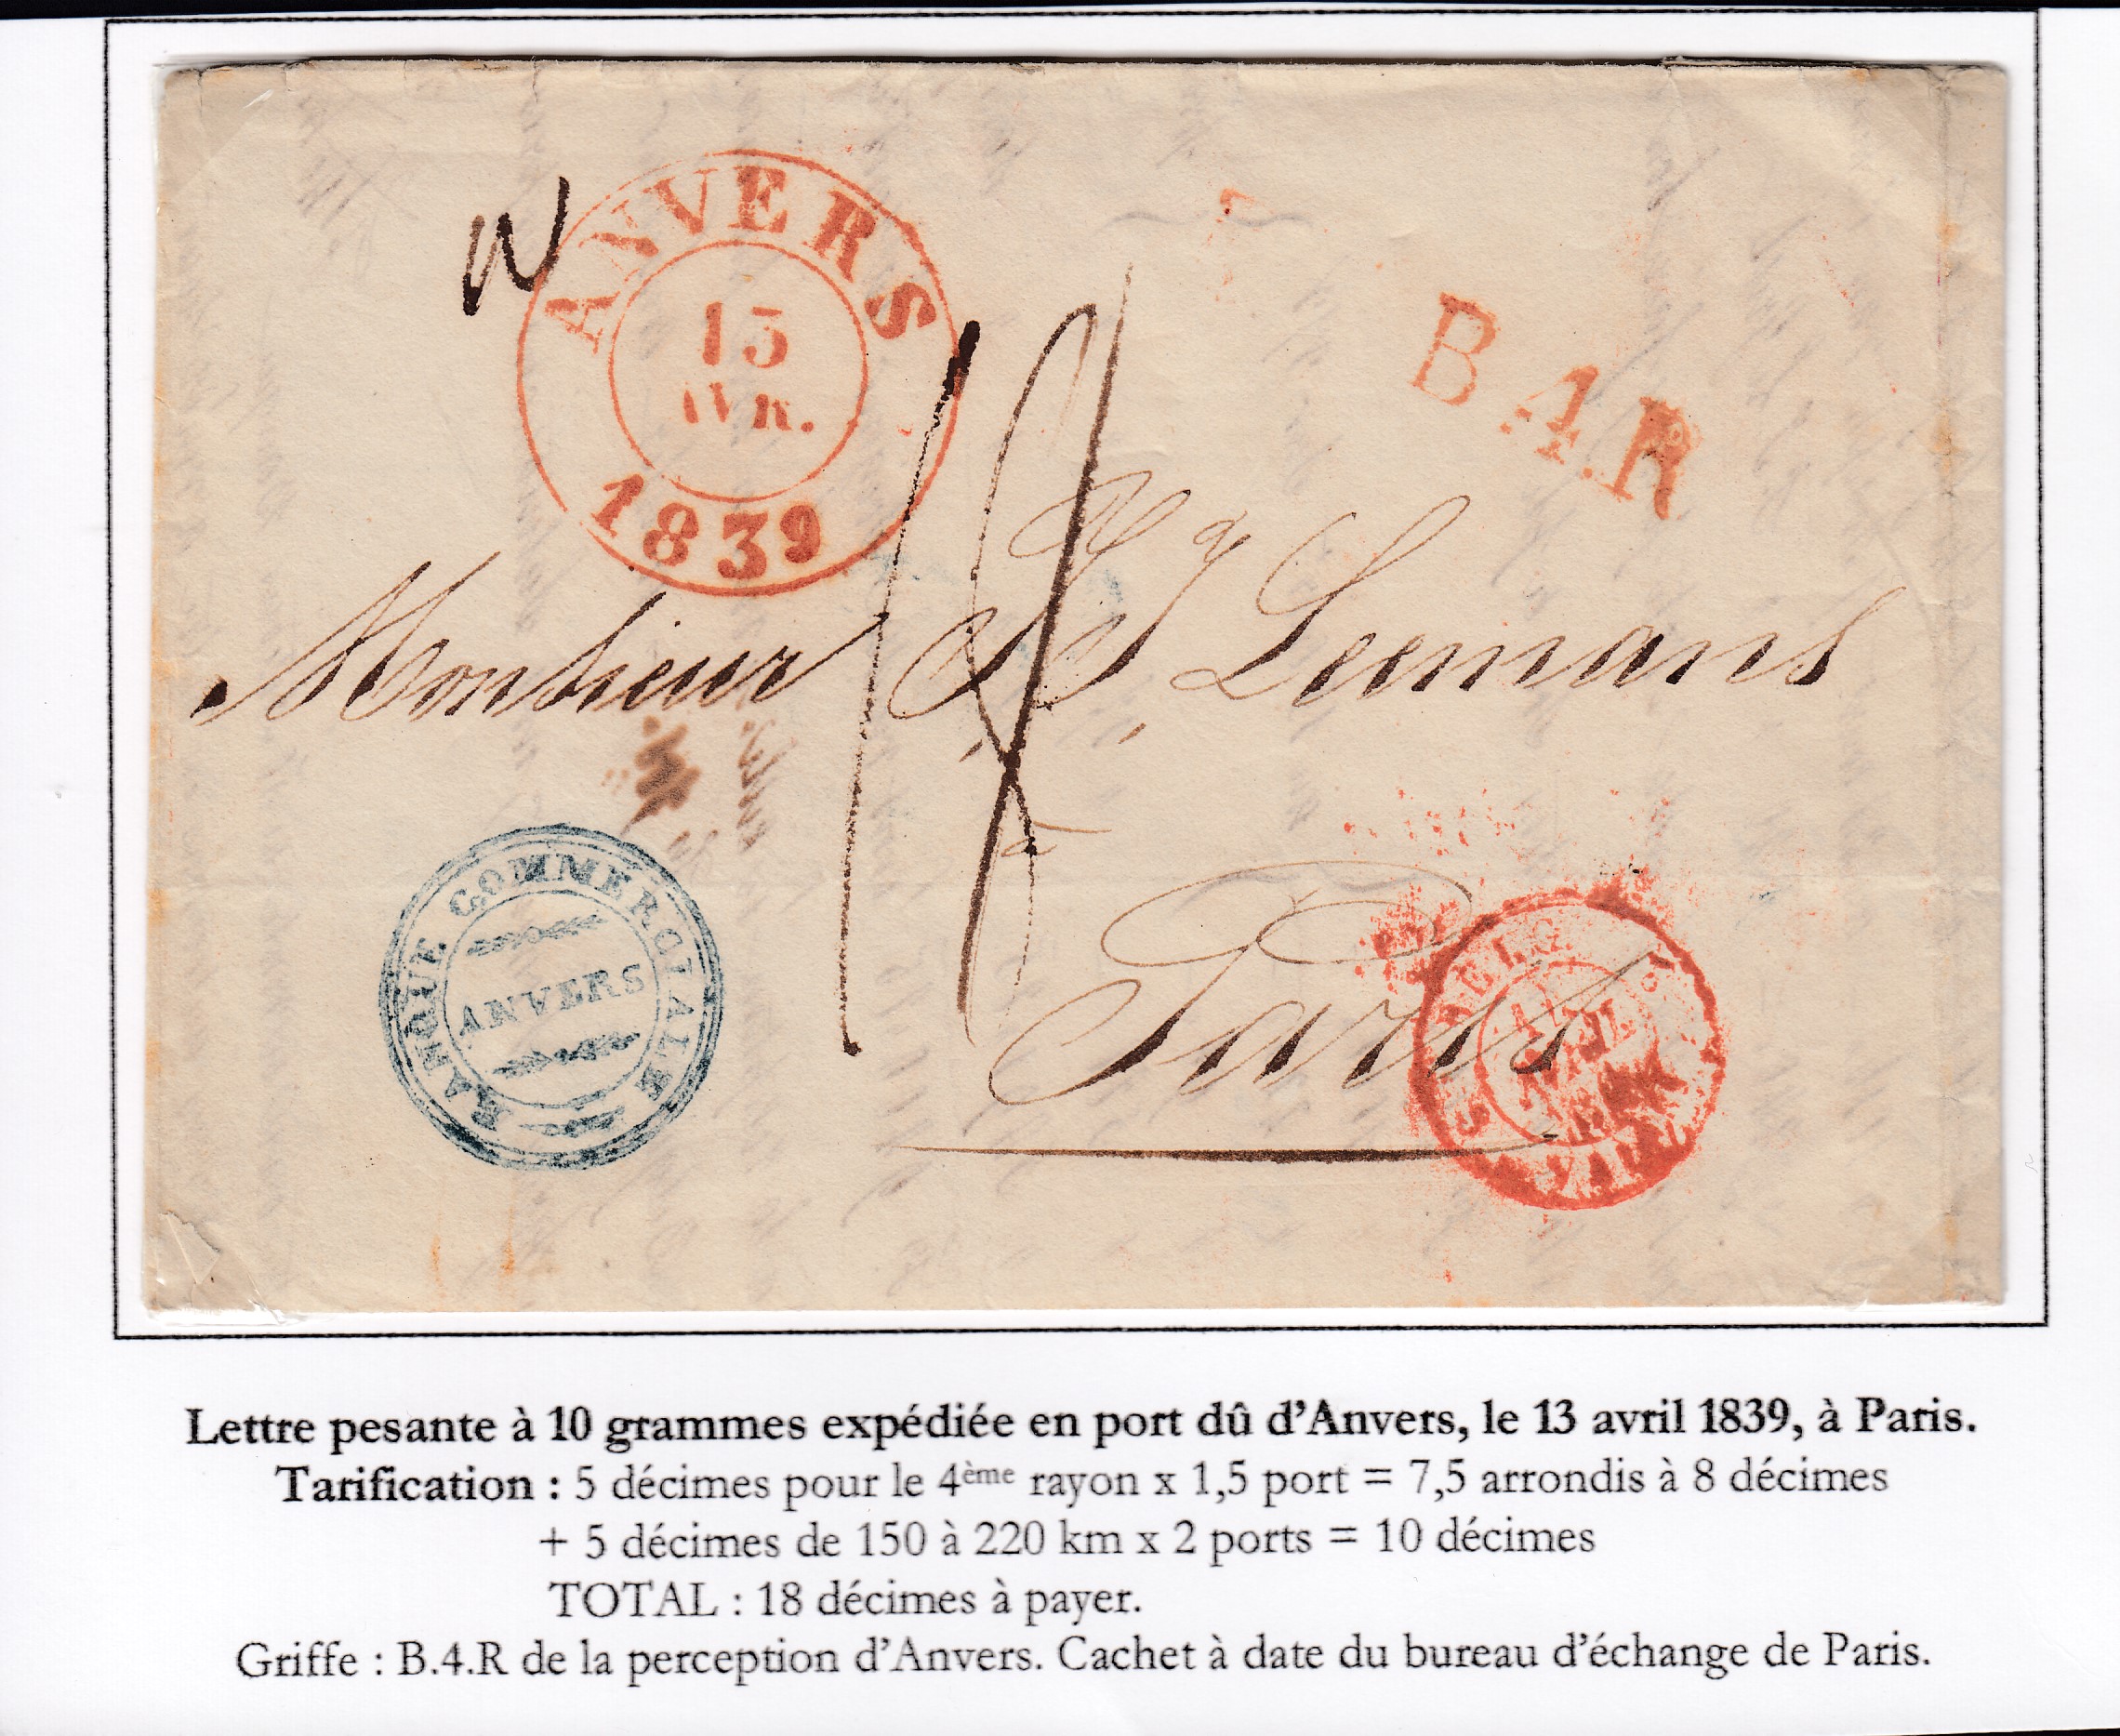 ANVERS
13
AVR.
1839
B.4.R
Monsieur Leemans
18
à
Paris
BANQUE COMMERCIALE
ANVERS
BELG.
Lettre pesante à 10 grammes expédiée en port dû d'Anvers, le 13 avril 1839, à Paris.
Tarification : 5 décimes pour le 4ème rayon x 1,5 port = 7,5 arrondis à 8 décimes
+ 5 décimes de 150 à 220 km x 2 ports = 10 décimes
TOTAL : 18 décimes à payer.
Griffe : B.4.R de la perception d'Anvers. Cachet à date du bureau d'échange de Paris.